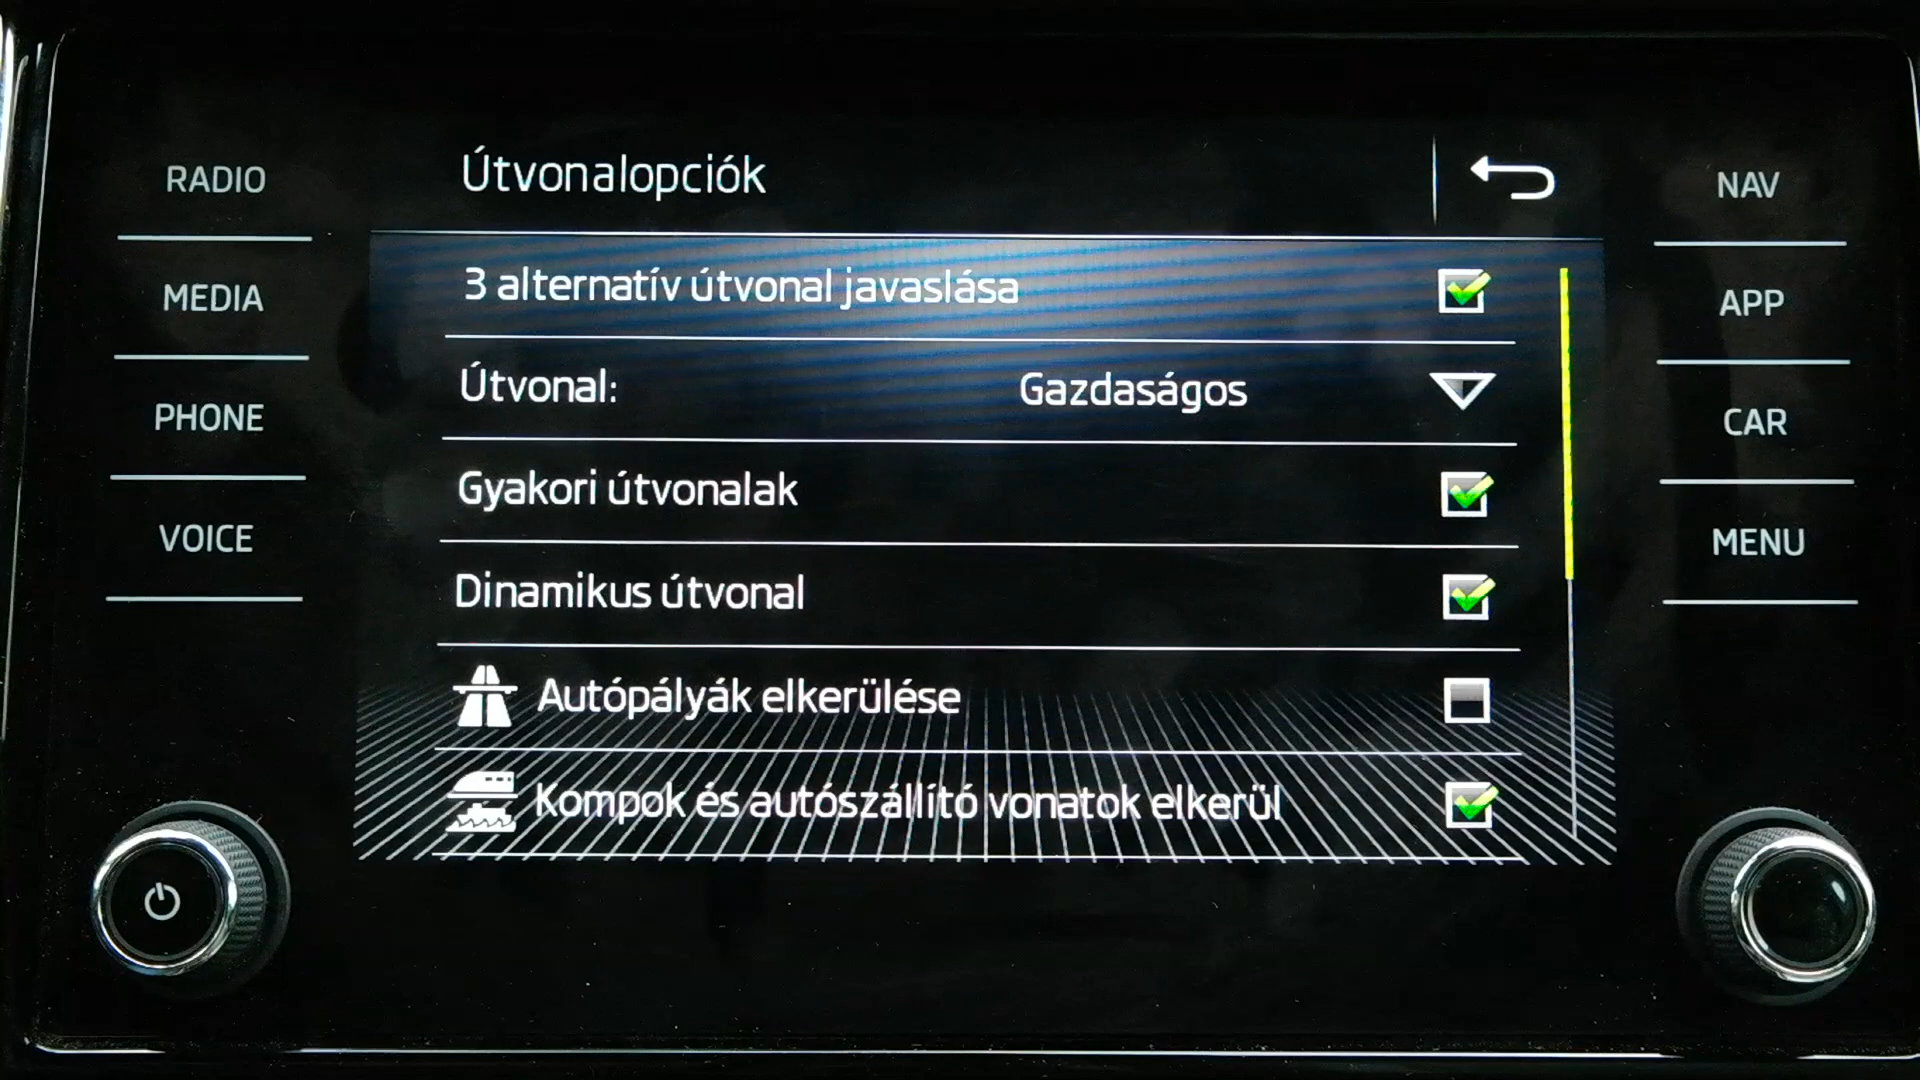 Útvonalopciók
3 alternatív útvonal javaslása
Útvonal: Gazdaságos
Gyakori útvonalak
Dinamikus útvonal
Autópályák elkerülése
Kompok és autószállító vonatok elkerül
RADIO
MEDIA
PHONE
VOICE
NAV
APP
CAR
MENU